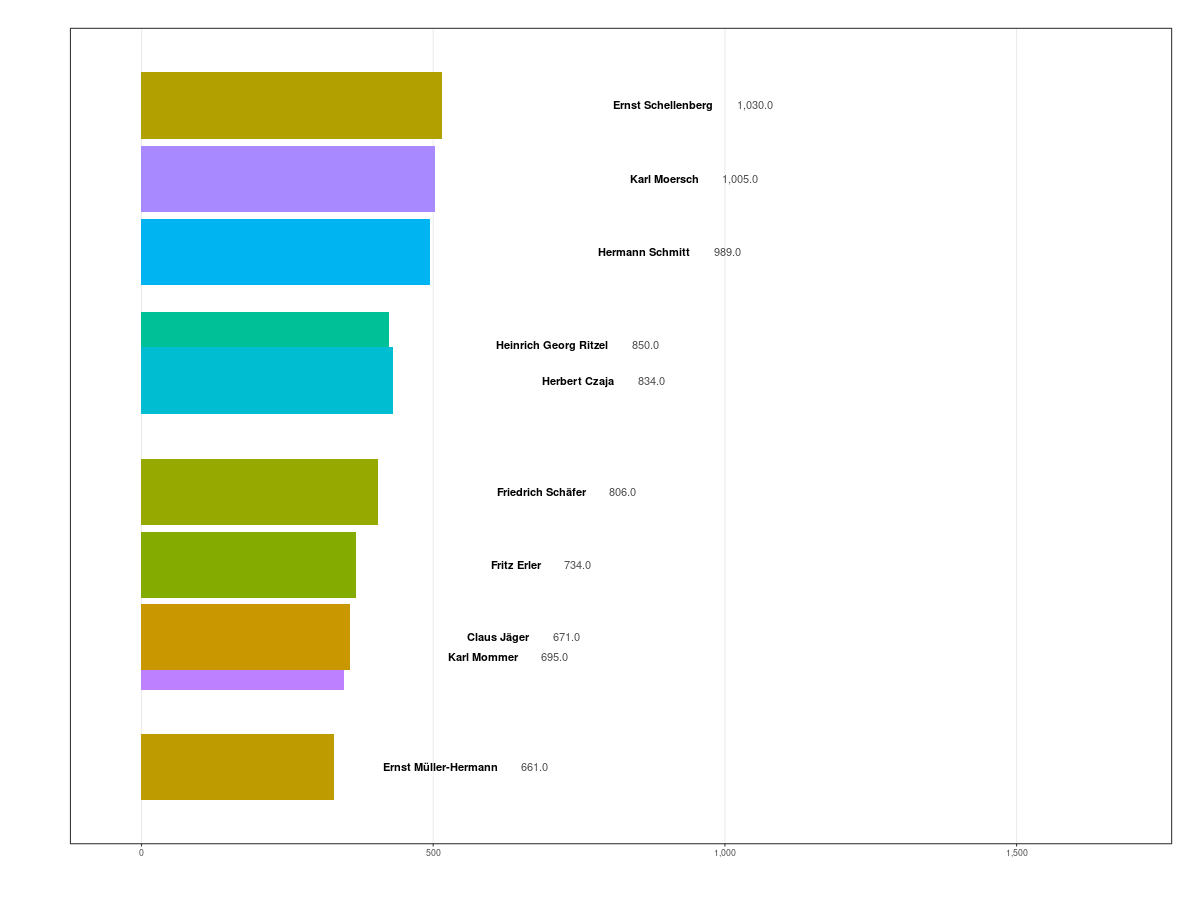 Ernst Schellenberg 1,030.0
Karl Moersch 1,005.0
Hermann Schmitt 989.0
Heinrich Georg Ritzel 850.0
Herbert Czaja 834.0
Friedrich Schäfer 806.0
Fritz Erler 734.0
Claus Jäger 671.0
Karl Mommer 695.0
Ernst Müller-Hermann 661.0
0 500 1,000 1,500